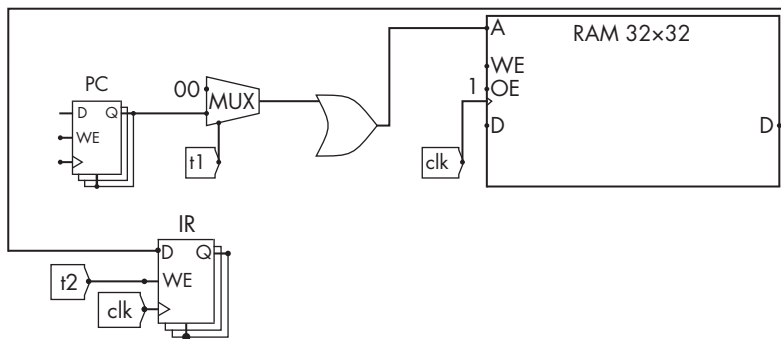 RAM 32×32
A
WE
1 OE
D D
clk
PC
D Q
WE
00
MUX
t1
IR
D Q
WE
t2
clk